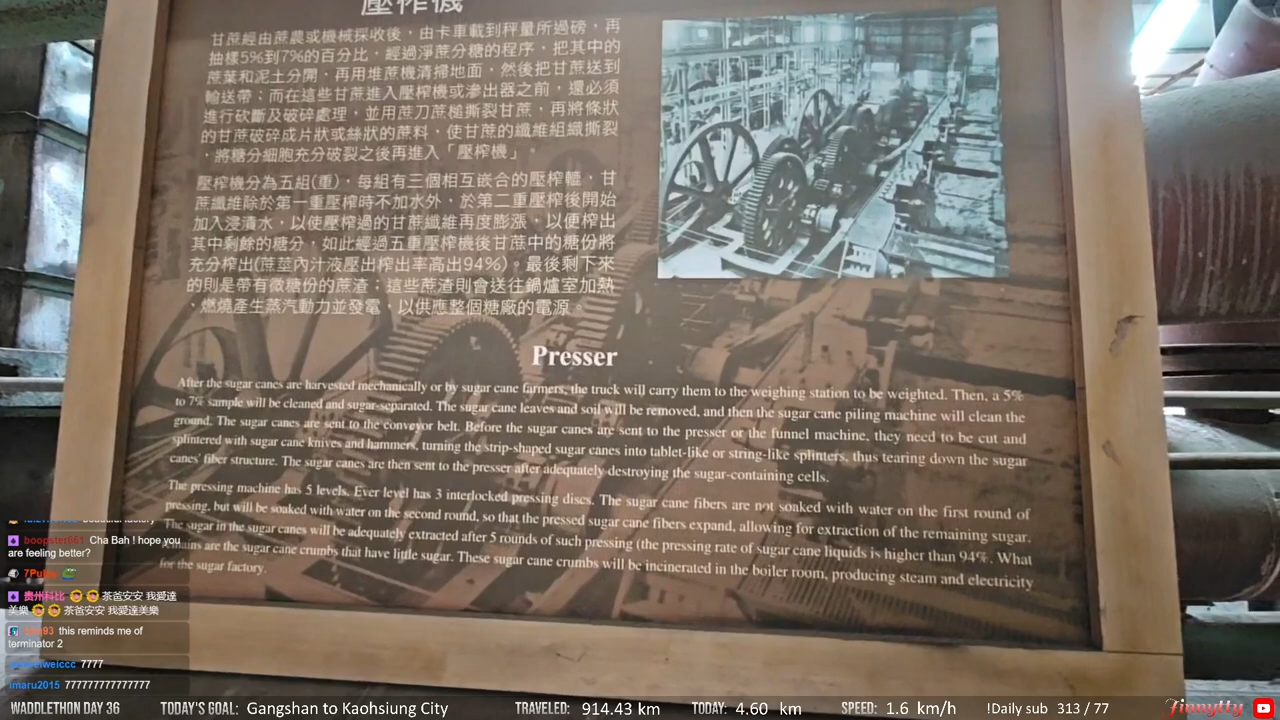 壓榨機
甘蔗經由蔗農或機械採收後，由卡車載到秤量所過磅，再
抽樣5%到7%的百分比，經過淨蔗分糖的程序，把其中的
蔗葉和泥土分開，再用堆蔗機清掃地面，然後把甘蔗送到
輸送帶；而在這些甘蔗進入壓榨機或滲出器之前，還必須
進行砍斷及破碎處理，並用蔗刀蔗槌撕裂甘蔗，再將條狀
的甘蔗破碎成片狀或絲狀的蔗料，使甘蔗的纖維組織撕裂
，將糖分細胞充分破裂之後再進入「壓榨機」。
壓榨機分為五組(重)，每組有三個相互嵌合的壓榨軲，甘
蔗纖維除於第一重壓榨時不加水外，於第二重壓榨後開始
加入浸漬水，以使壓榨過的甘蔗纖維再度膨漲，以便榨出
其中剩餘的糖分，如此經過五重壓榨機後甘蔗中的糖份將
充分榨出(蔗莖內汁液壓出榨出率高出94%)。最後剩下來
的則是帶有微糖份的蔗渣；這些蔗渣則會送往鍋爐室加熱
、燃燒產生蒸汽動力並發電，以供應整個糖廠的電源。
Presser
After the sugar canes are harvested mechanically or by sugar cane farmers, the truck will carry them to the weighing station to be weighted. Then, a 5%
to 7% sample will be cleaned and sugar-separated. The sugar cane leaves and soil will be removed, and then the sugar cane piling machine will clean the
ground. The sugar canes are sent to the conveyor belt. Before the sugar canes are sent to the presser or the funnel machine, they need to be cut and
splintered with sugar cane knives and hammers, turning the strip-shaped sugar canes into tablet-like or string-like splinters, thus tearing down the sugar
canes' fiber structure. The sugar canes are then sent to the presser after adequately destroying the sugar-containing cells.
The pressing machine has 5 levels. Ever level has 3 interlocked pressing discs. The sugar cane fibers are not soaked with water on the first round of
pressing, but will be soaked with water on the second round, so that the pressed sugar cane fibers expand, allowing for extraction of the remaining sugar.
The sugar in the sugar canes will be adequately extracted after 5 rounds of such pressing (the pressing rate of sugar cane liquids is higher than 94%. What
remains are the sugar cane crumbs that have little sugar. These sugar cane crumbs will be incinerated in the boiler room, producing steam and electricity
for the sugar factory.
boopster661 Cha Bah ! hope you
are feeling better?
贵州科比 茶爸安安 我愛達
美樂 茶爸安安 我愛達美樂
this reminds me of
terminator 2
7777
imaru2015 777777777777777
WADDLETHON DAY 36 TODAY'S GOAL: Gangshan to Kaohsiung City TRAVELED: 914.43 km TODAY: 4.60 km SPEED: 1.6 km/h !Daily sub 313 / 77 Jinnytty